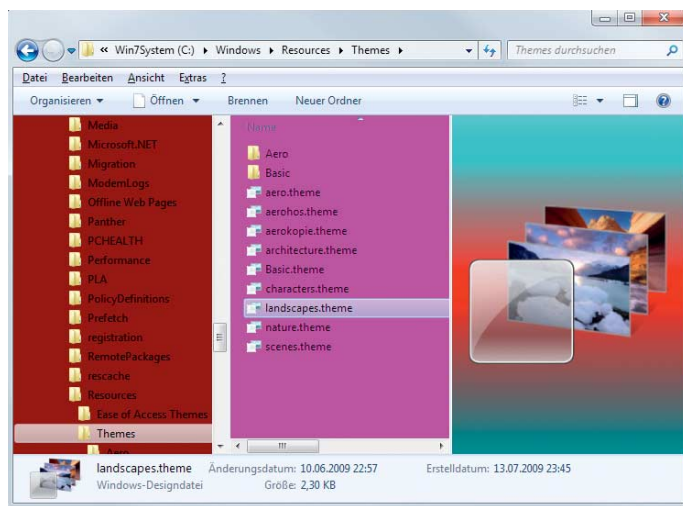 « Win7System (C:) ▸ Windows ▸ Resources ▸ Themes ▸
Themes durchsuchen
Datei Bearbeiten Ansicht Extras ?
Organisieren Öffnen Brennen Neuer Ordner
Media
Microsoft.NET
Migration
ModemLogs
Offline Web Pages
Panther
PCHEALTH
Performance
PLA
PolicyDefinitions
Prefetch
registration
RemotePackages
rescache
Resources
Ease of Access Themes
Themes
Aero
Name
Aero
Basic
aero.theme
aerohos.theme
aerokopie.theme
architecture.theme
Basic.theme
characters.theme
landscapes.theme
nature.theme
scenes.theme
landscapes.theme Änderungsdatum: 10.06.2009 22:57 Erstelldatum: 13.07.2009 23:45
Windows-Designdatei Größe: 2,30 KB